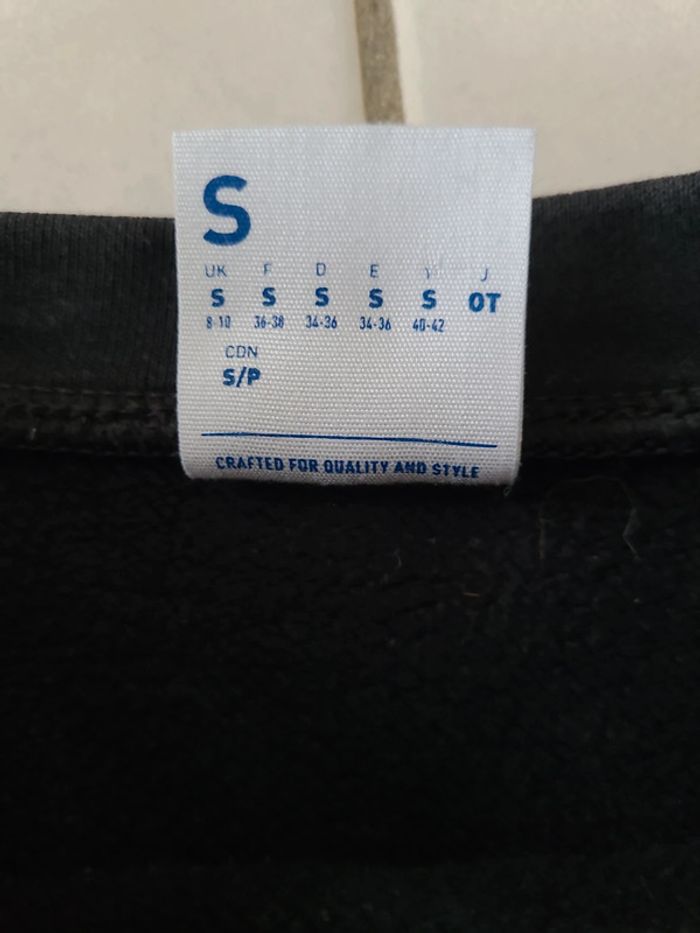 S
UK F D E J
S S S S S OT
8-10 36-38 34-36 34-36 40-42
CDN
S/P
CRAFTED FOR QUALITY AND STYLE